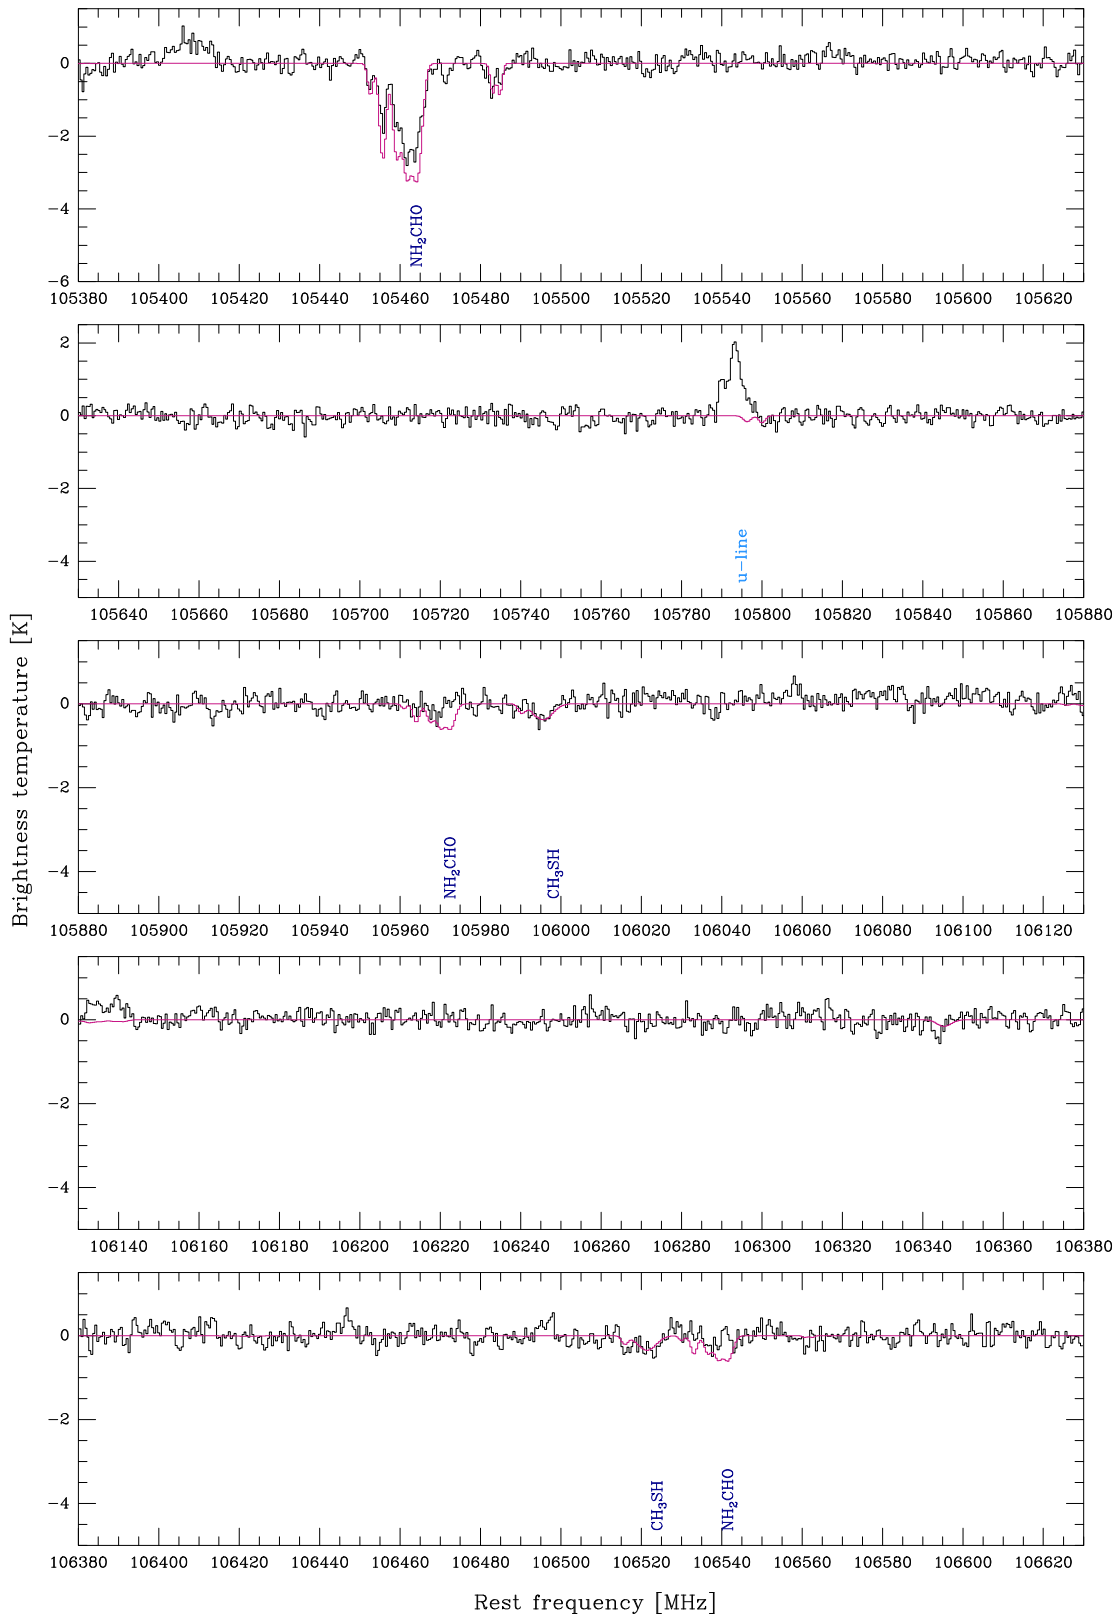 0
−2
−4
−6
NH₂CHO
105380 105400 105420 105440 105460 105480 105500 105520 105540 105560 105580 105600 105620
2
0
−2
−4
u−line
105640 105660 105680 105700 105720 105740 105760 105780 105800 105820 105840 105860 105880
Brightness temperature [K]
0
−2
−4
NH₂CHO
CH₃SH
105880 105900 105920 105940 105960 105980 106000 106020 106040 106060 106080 106100 106120
0
−2
−4
106140 106160 106180 106200 106220 106240 106260 106280 106300 106320 106340 106360 106380
0
−2
−4
CH₃SH
NH₂CHO
106380 106400 106420 106440 106460 106480 106500 106520 106540 106560 106580 106600 106620
Rest frequency [MHz]